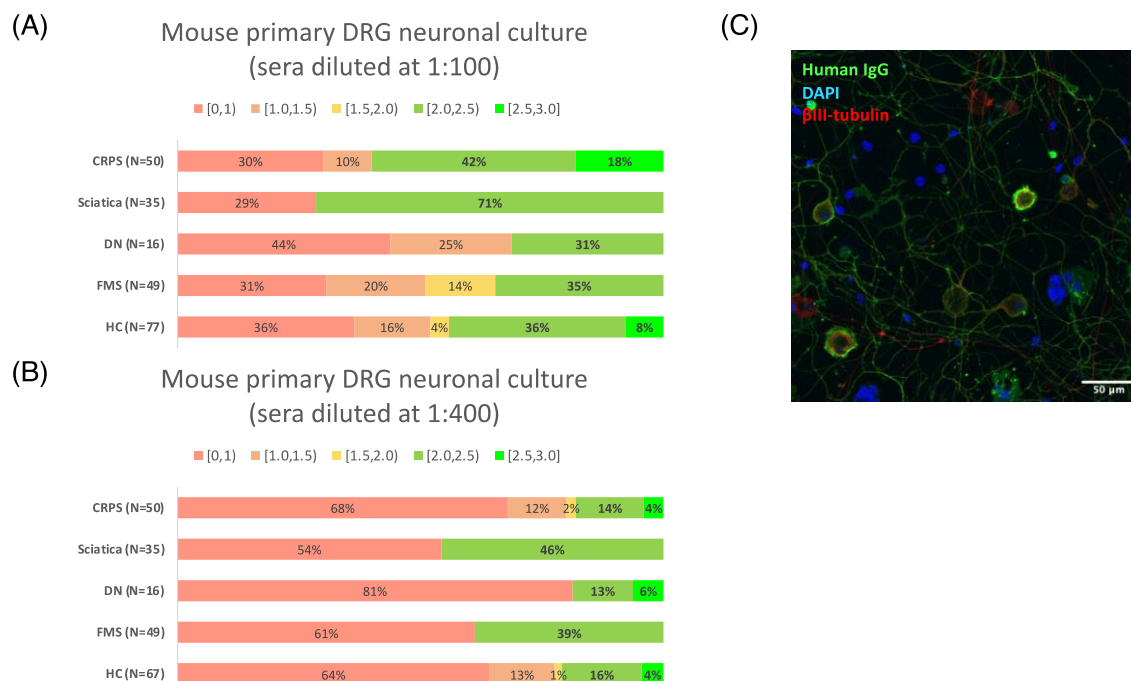 (A)
Mouse primary DRG neuronal culture
(sera diluted at 1:100)
[0,1) [1.0,1.5) [1.5,2.0) [2.0,2.5) [2.5,3.0]
CRPS (N=50) 30% 10% 42% 18%
Sciatica (N=35) 29% 71%
DN (N=16) 44% 25% 31%
FMS (N=49) 31% 20% 14% 35%
HC (N=77) 36% 16% 4% 36% 8%
(B)
Mouse primary DRG neuronal culture
(sera diluted at 1:400)
[0,1) [1.0,1.5) [1.5,2.0) [2.0,2.5) [2.5,3.0]
CRPS (N=50) 68% 12% 2% 14% 4%
Sciatica (N=35) 54% 46%
DN (N=16) 81% 13% 6%
FMS (N=49) 61% 39%
HC (N=67) 64% 13% 1% 16% 4%
(C)
Human IgG
DAPI
βIII-tubulin
50 µm